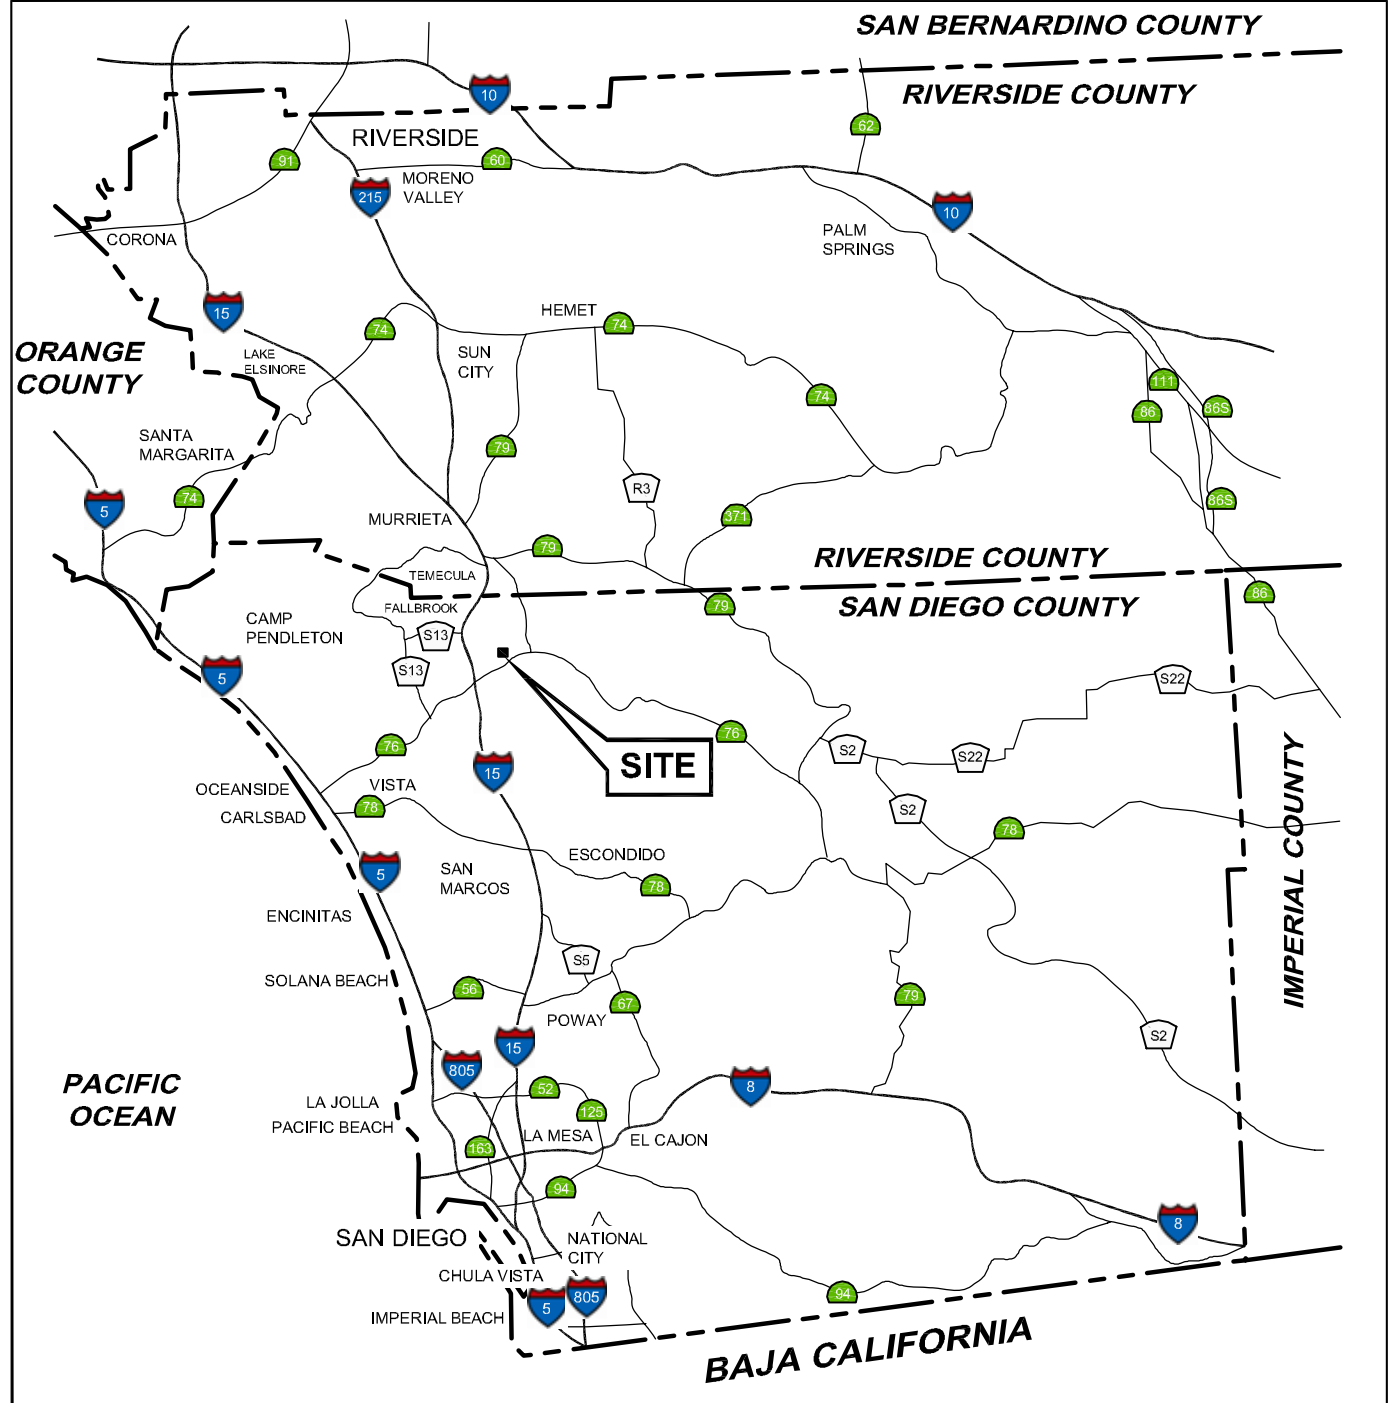 SAN BERNARDINO COUNTY
RIVERSIDE COUNTY
10
62
RIVERSIDE
91
60
MORENO
VALLEY
215
10
CORONA
PALM
SPRINGS
15
HEMET
74
74
ORANGE
COUNTY
LAKE
ELSINORE
SUN
CITY
111
74
86
86S
SANTA
MARGARITA
79
R3
74
5
86S
371
MURRIETA
79
RIVERSIDE COUNTY
TEMECULA
86
SAN DIEGO COUNTY
79
FALLBROOK
CAMP
PENDLETON
S13
S13
5
S22
76
76
S2
S22
SITE
15
IMPERIAL COUNTY
OCEANSIDE
VISTA
78
CARLSBAD
S2
78
ESCONDIDO
SAN
MARCOS
5
78
ENCINITAS
S5
SOLANA BEACH
56
79
67
POWAY
S2
15
805
PACIFIC
OCEAN
8
52
LA JOLLA
125
PACIFIC BEACH
LA MESA
EL CAJON
163
94
8
SAN DIEGO
NATIONAL
CITY
CHULA VISTA
805
94
5
IMPERIAL BEACH
BAJA CALIFORNIA